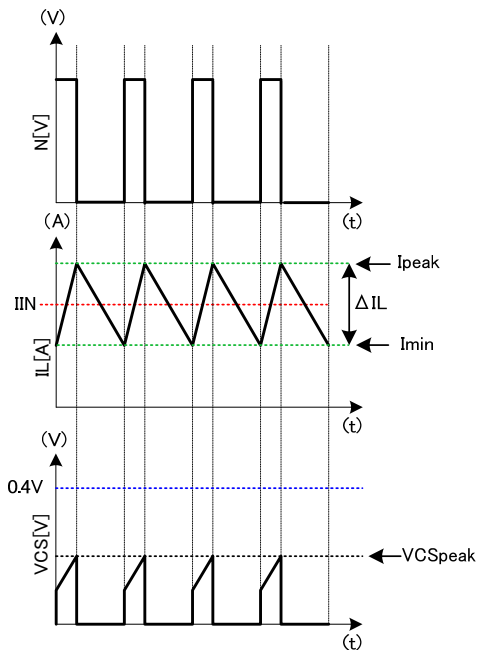 (V)
N[V]
(t)
(A)
Ipeak
IIN
ΔIL
IL[A]
Imin
(t)
(V)
0.4V
VCS[V]
VCSpeak
(t)